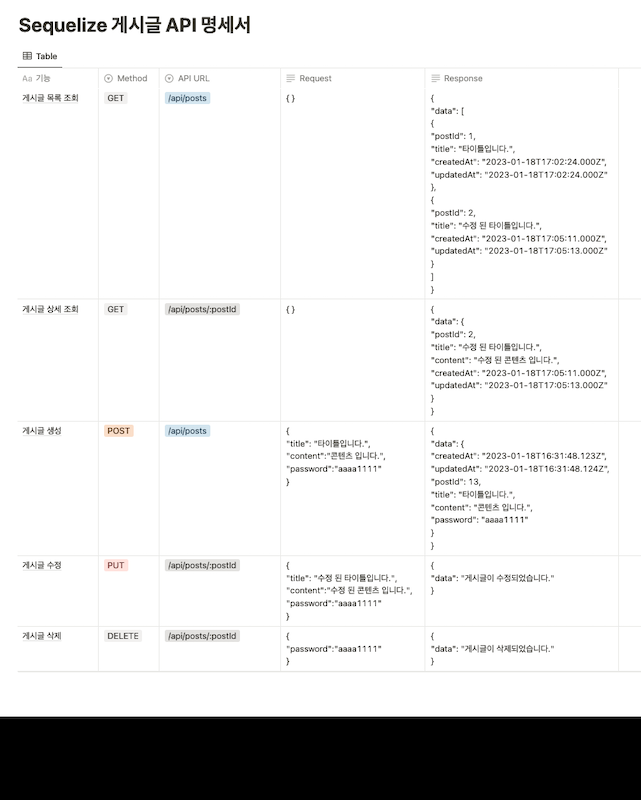 Sequelize 게시글 API 명세서
Table
Aa 기능 Method API URL Request Response
게시글 목록 조회 GET /api/posts { } {
"data": [
{
"postId": 1,
"title": "타이틀입니다.",
"createdAt": "2023-01-18T17:02:24.000Z",
"updatedAt": "2023-01-18T17:02:24.000Z"
},
{
"postId": 2,
"title": "수정 된 타이틀입니다.",
"createdAt": "2023-01-18T17:05:11.000Z",
"updatedAt": "2023-01-18T17:05:13.000Z"
}
]
}
게시글 상세 조회 GET /api/posts/:postId { } {
"data": {
"postId": 2,
"title": "수정 된 타이틀입니다.",
"content": "수정 된 콘텐츠 입니다.",
"createdAt": "2023-01-18T17:05:11.000Z",
"updatedAt": "2023-01-18T17:05:13.000Z"
}
}
게시글 생성 POST /api/posts { {
"title": "타이틀입니다.", "data": {
"content":"콘텐츠 입니다.", "createdAt": "2023-01-18T16:31:48.123Z",
"password":"aaaa1111" "updatedAt": "2023-01-18T16:31:48.124Z",
} "postId": 13,
"title": "타이틀입니다.",
"content": "콘텐츠 입니다.",
"password": "aaaa1111"
}
}
게시글 수정 PUT /api/posts/:postId { {
"title": "수정 된 타이틀입니다.", "data": "게시글이 수정되었습니다."
"content":"수정 된 콘텐츠 입니다.", }
"password":"aaaa1111"
}
게시글 삭제 DELETE /api/posts/:postId { {
"password":"aaaa1111" "data": "게시글이 삭제되었습니다."
} }